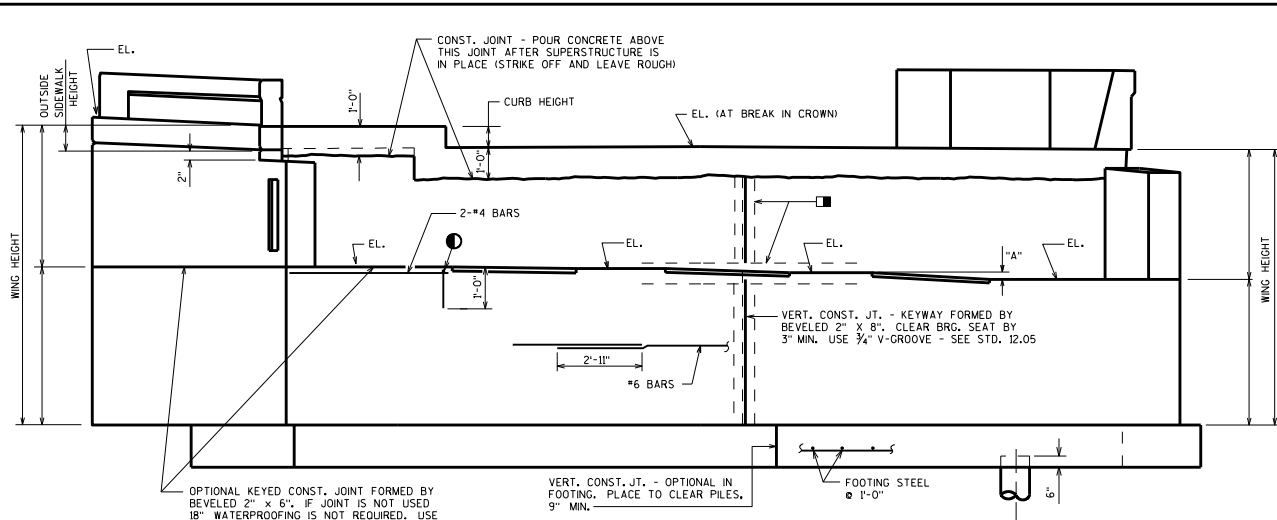 EL.
CONST. JOINT - POUR CONCRETE ABOVE
THIS JOINT AFTER SUPERSTRUCTURE IS
IN PLACE (STRIKE OFF AND LEAVE ROUGH)
OUTSIDE
SIDEWALK
HEIGHT
1'-0"
CURB HEIGHT
EL. (AT BREAK IN CROWN)
1'-0"
2"
2-#4 BARS
EL.
EL.
EL.
"A"
EL.
WING HEIGHT
WING HEIGHT
1'-0"
VERT. CONST. JT. - KEYWAY FORMED BY
BEVELED 2" X 8". CLEAR BRG. SEAT BY
3" MIN. USE ¾" V-GROOVE - SEE STD. 12.05
2'-11"
#6 BARS
OPTIONAL KEYED CONST. JOINT FORMED BY
BEVELED 2" x 6". IF JOINT IS NOT USED
18" WATERPROOFING IS NOT REQUIRED. USE
VERT. CONST. JT. - OPTIONAL IN
FOOTING. PLACE TO CLEAR PILES.
9" MIN.
FOOTING STEEL
@ 1'-0"
6"